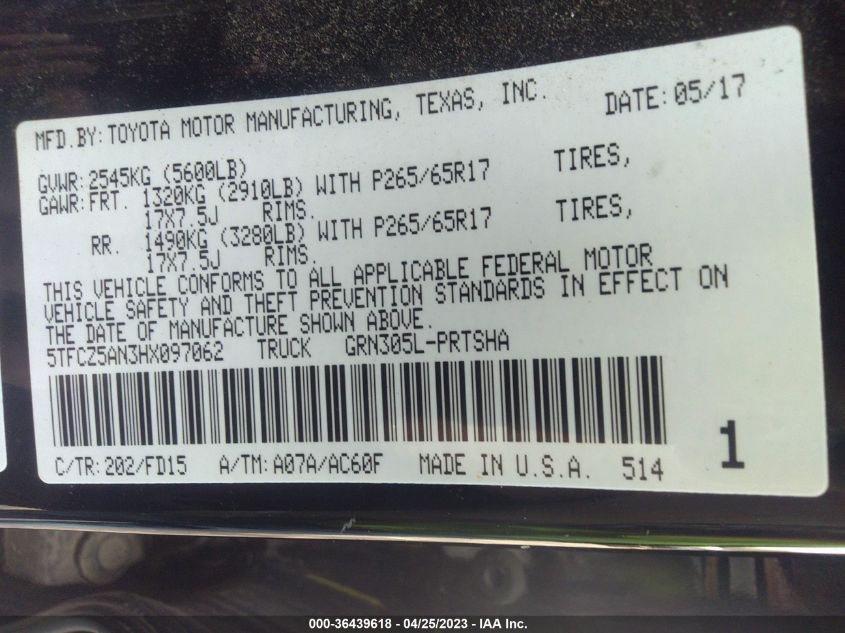 MFD.BY:TOYOTA MOTOR MANUFACTURING, TEXAS, INC. DATE:05/17
GVWR:2545KG (5600LB)
GAWR:FRT. 1320KG (2910LB) WITH P265/65R17 TIRES,
17X7.5J RIMS.
RR. 1490KG (3280LB) WITH P265/65R17 TIRES,
17X7.5J RIMS.
THIS VEHICLE CONFORMS TO ALL APPLICABLE FEDERAL MOTOR
VEHICLE SAFETY AND THEFT PREVENTION STANDARDS IN EFFECT ON
THE DATE OF MANUFACTURE SHOWN ABOVE.
5TFCZ5AN3HX097062 TRUCK GRN305L-PRTSHA
1
C/TR:202/FD15 A/TM:A07A/AC60F MADE IN U.S.A. 514
000-36439618 - 04/25/2023 - IAA Inc.